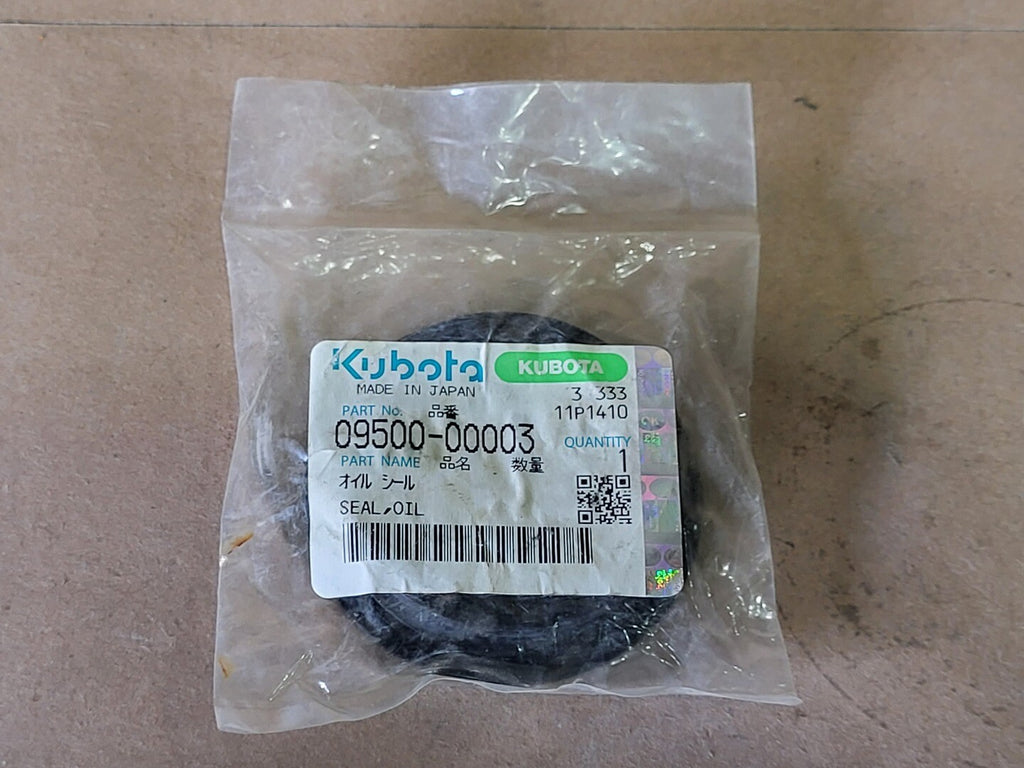 Kubota KUBOTA
MADE IN JAPAN 3 333
PART No. 品番 11P1410
09500-00003 QUANTITY
PART NAME 品名 数量 1
オイル シール
SEAL,OIL